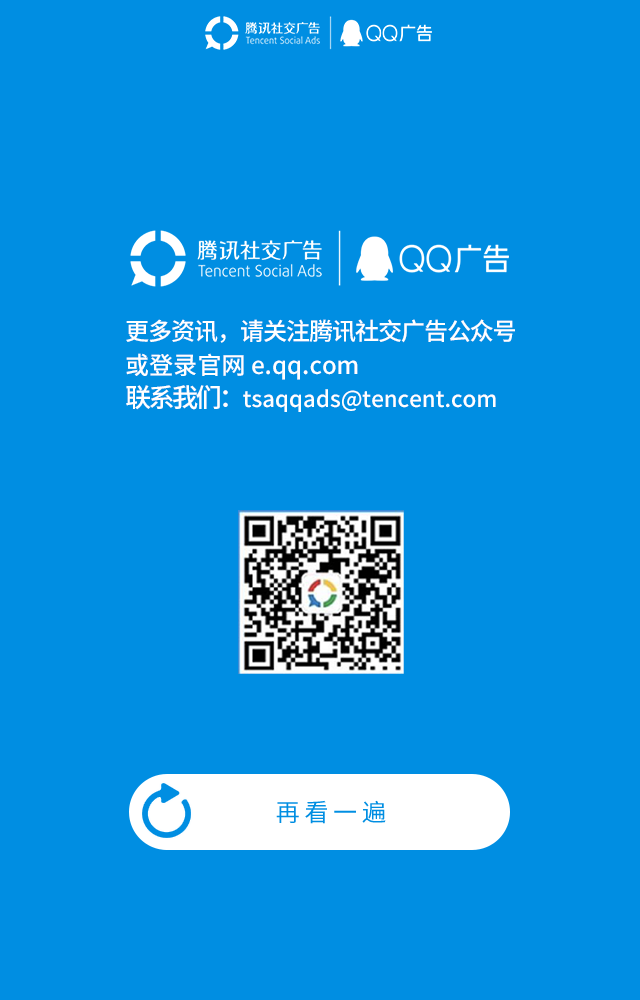 腾讯社交广告
Tencent Social Ads
QQ广告
腾讯社交广告
Tencent Social Ads
QQ广告
更多资讯，请关注腾讯社交广告公众号
或登录官网 e.qq.com
联系我们：tsaqqads@tencent.com
再看一遍